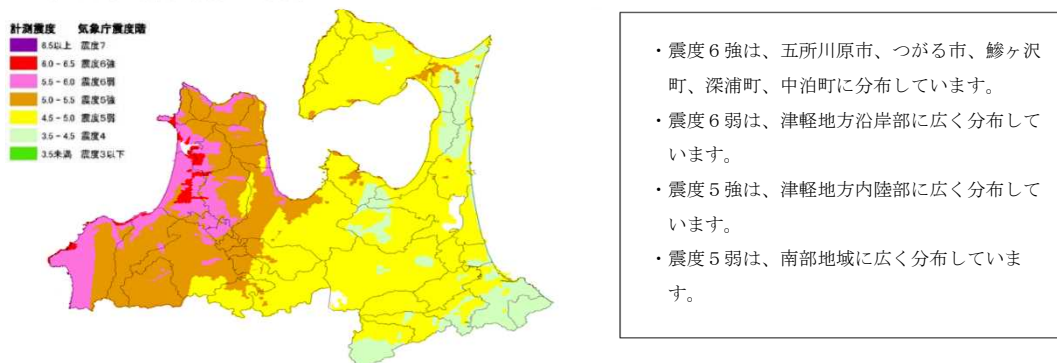 計測震度 気象庁震度階
6.5以上 震度7
6.0-6.5 震度6強
5.5-6.0 震度6弱
5.0-5.5 震度5強
4.5-5.0 震度5弱
3.5-4.5 震度4
3.5未満 震度3以下
・震度６強は、五所川原市、つがる市、鰺ヶ沢
町、深浦町、中泊町に分布しています。
・震度６弱は、津軽地方沿岸部に広く分布して
います。
・震度５強は、津軽地方内陸部に広く分布して
います。
・震度５弱は、南部地域に広く分布していま
す。